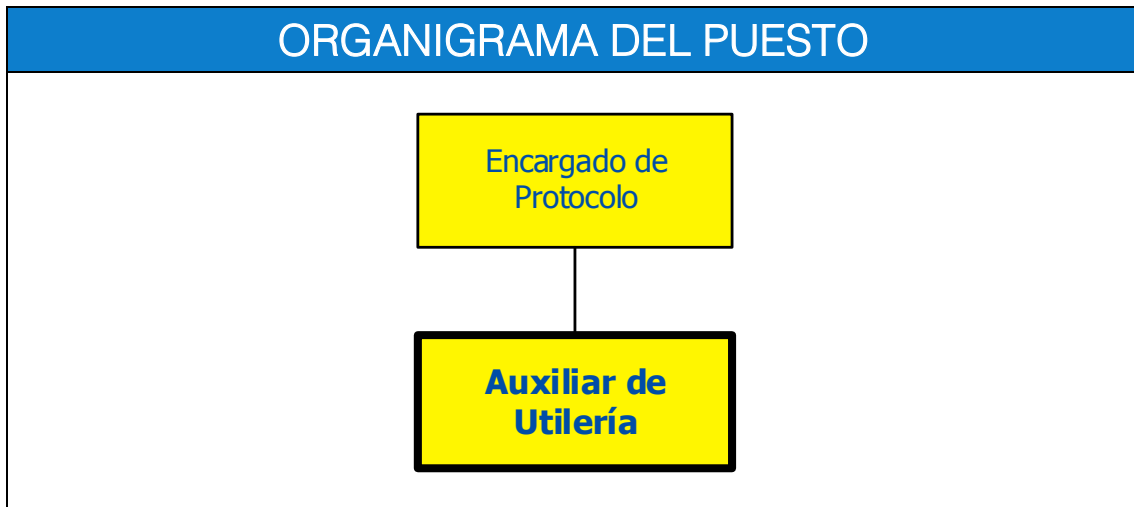 ORGANIGRAMA DEL PUESTO
Encargado de
Protocolo
Auxiliar de
Utilería